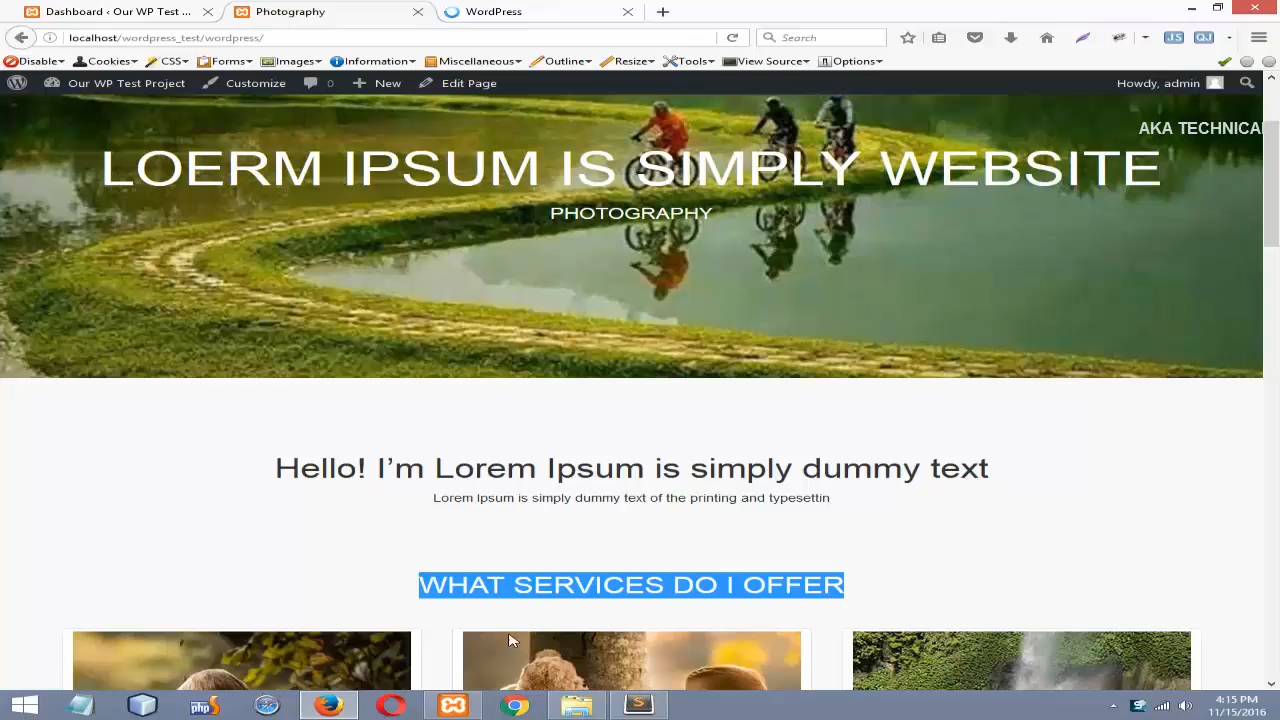 Dashboard ‹ Our WP Test ...
Photography
WordPress
localhost/wordpress_test/wordpress/
Search
Disable
Cookies
CSS
Forms
Images
Information
Miscellaneous
Outline
Resize
Tools
View Source
Options
Our WP Test Project
Customize
0
New
Edit Page
Howdy, admin
AKA TECHNICA
LOERM IPSUM IS SIMPLY WEBSITE
PHOTOGRAPHY
Hello! I’m Lorem Ipsum is simply dummy text
Lorem Ipsum is simply dummy text of the printing and typesettin
WHAT SERVICES DO I OFFER
4:15 PM
11/15/2016